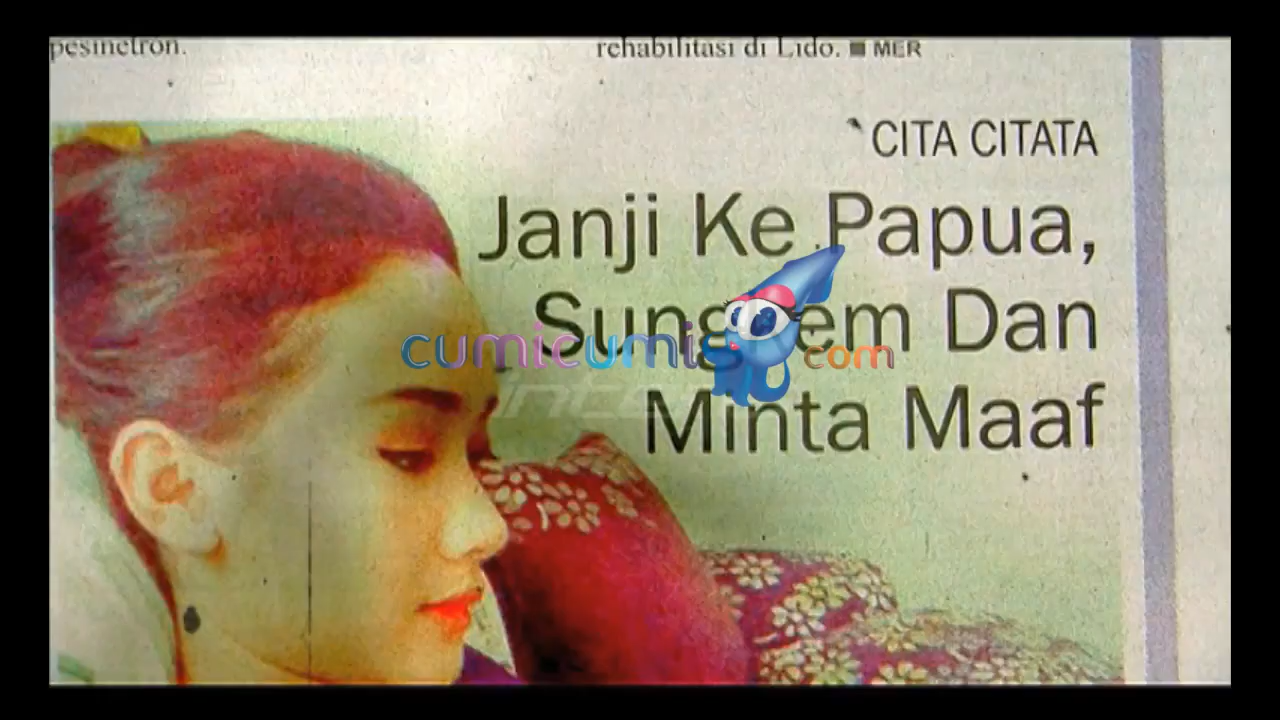 pesinetron.
rehabilitasi di Lido. ■ MER
CITA CITATA
Janji Ke Papua,
Sungkem Dan
Minta Maaf
cumicumi.com